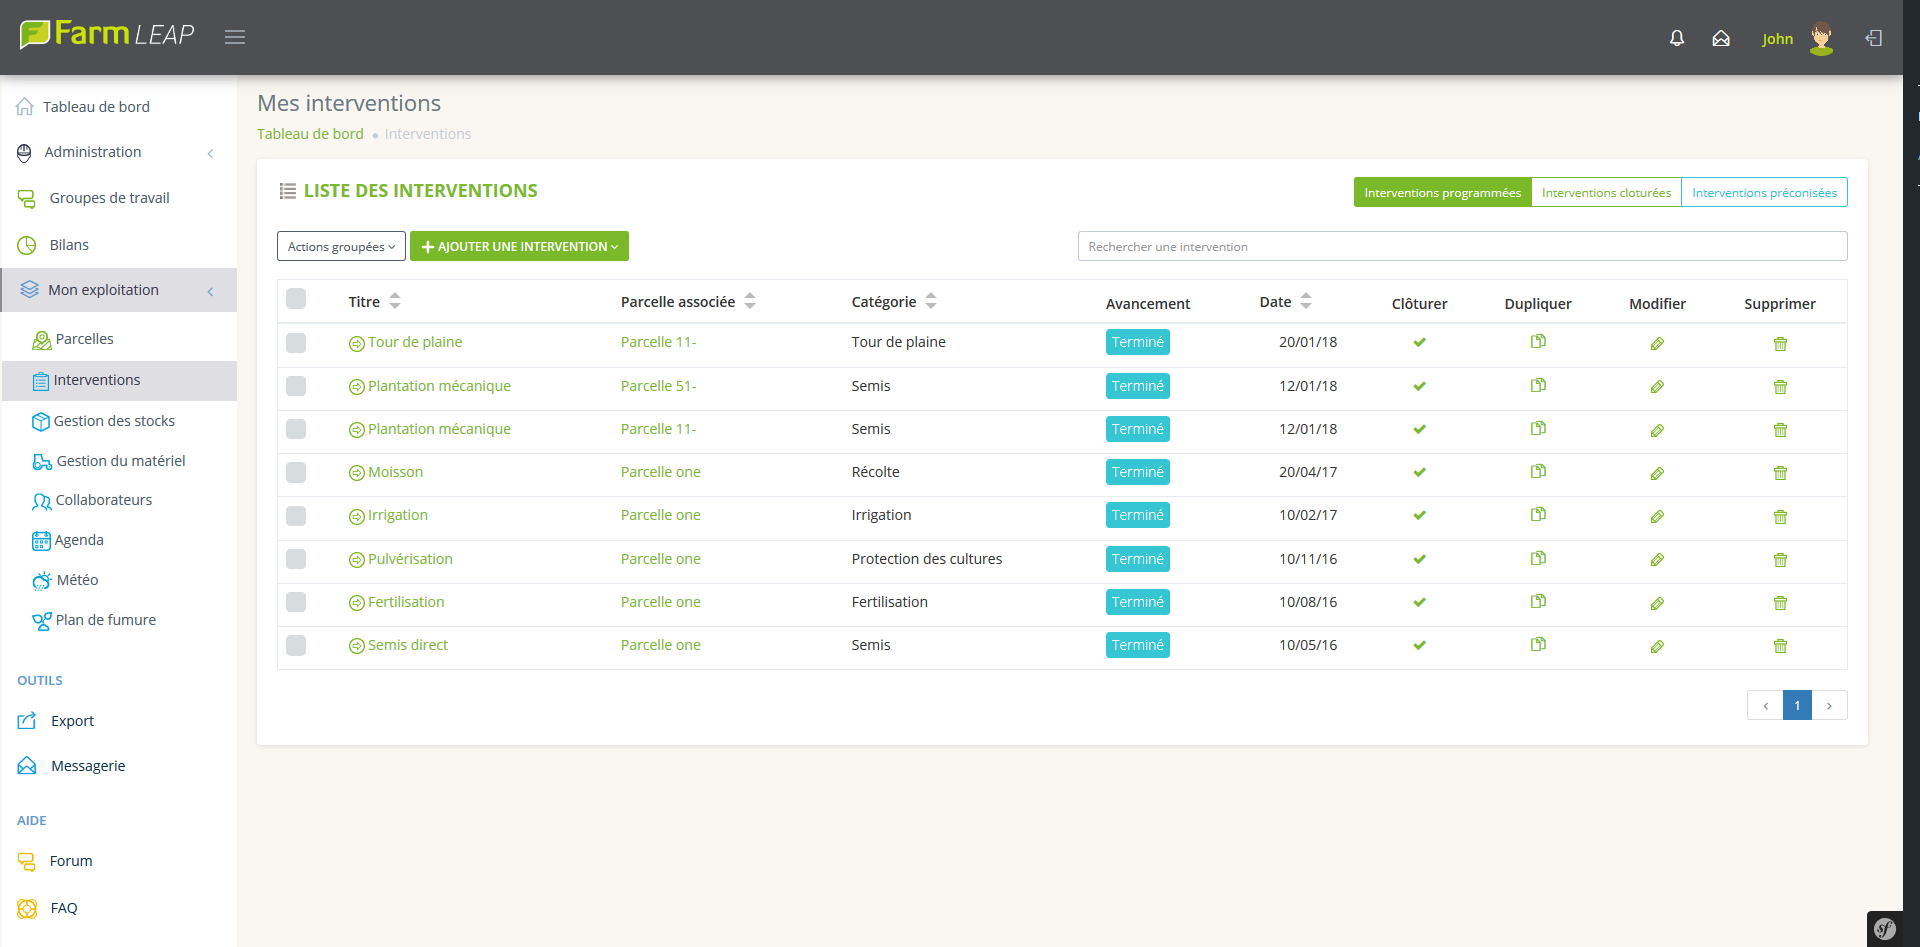 Farm LEAP
John
Tableau de bord
Administration
Groupes de travail
Bilans
Mon exploitation
Parcelles
Interventions
Gestion des stocks
Gestion du matériel
Collaborateurs
Agenda
Météo
Plan de fumure
OUTILS
Export
Messagerie
AIDE
Forum
FAQ
Mes interventions
Tableau de bord Interventions
LISTE DES INTERVENTIONS
Interventions programmées Interventions cloturées Interventions préconisées
Actions groupées AJOUTER UNE INTERVENTION Rechercher une intervention
Titre Parcelle associée Catégorie Avancement Date Clôturer Dupliquer Modifier Supprimer
Tour de plaine Parcelle 11- Tour de plaine Terminé 20/01/18
Plantation mécanique Parcelle 51- Semis Terminé 12/01/18
Plantation mécanique Parcelle 11- Semis Terminé 12/01/18
Moisson Parcelle one Récolte Terminé 20/04/17
Irrigation Parcelle one Irrigation Terminé 10/02/17
Pulvérisation Parcelle one Protection des cultures Terminé 10/11/16
Fertilisation Parcelle one Fertilisation Terminé 10/08/16
Semis direct Parcelle one Semis Terminé 10/05/16
‹ 1 ›
sf